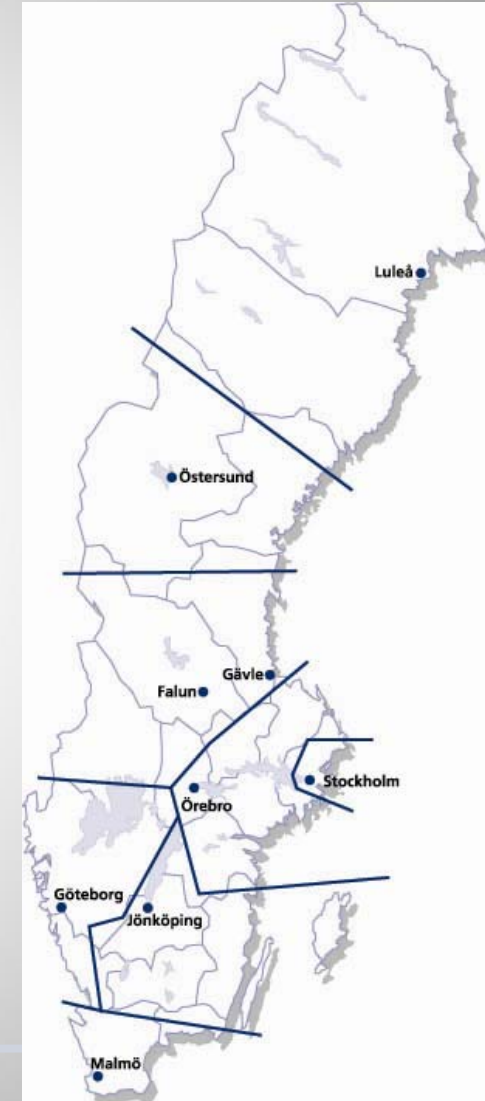 Luleå
Östersund
Gävle
Falun
Stockholm
Örebro
Göteborg
Jönköping
Malmö